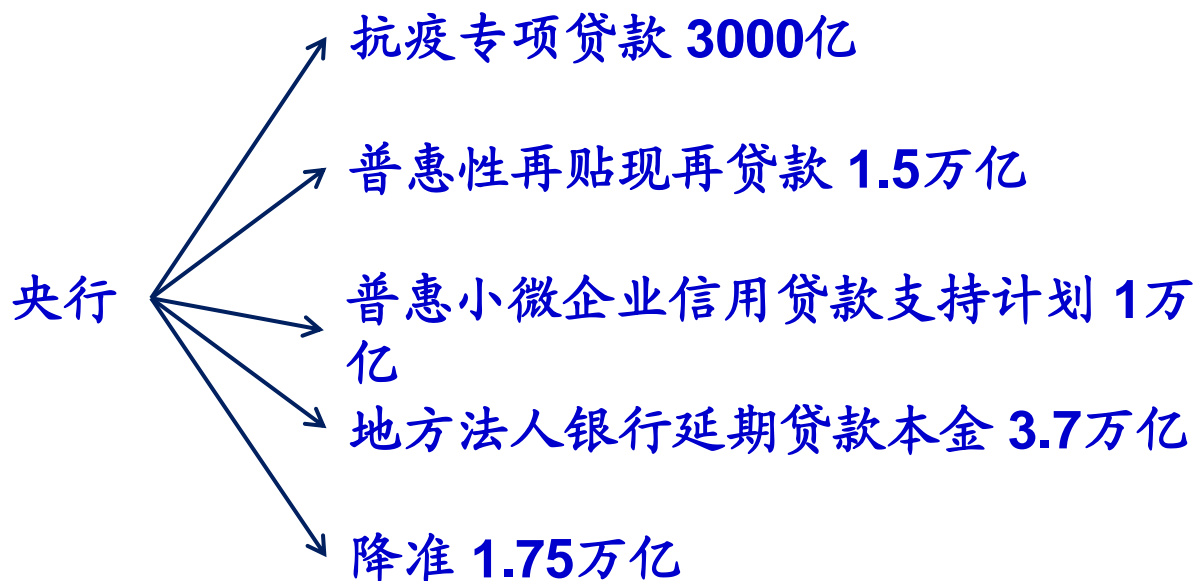 抗疫专项贷款 3000亿
普惠性再贴现再贷款 1.5万亿
央行
普惠小微企业信用贷款支持计划 1万
亿
地方法人银行延期贷款本金 3.7万亿
降准 1.75万亿